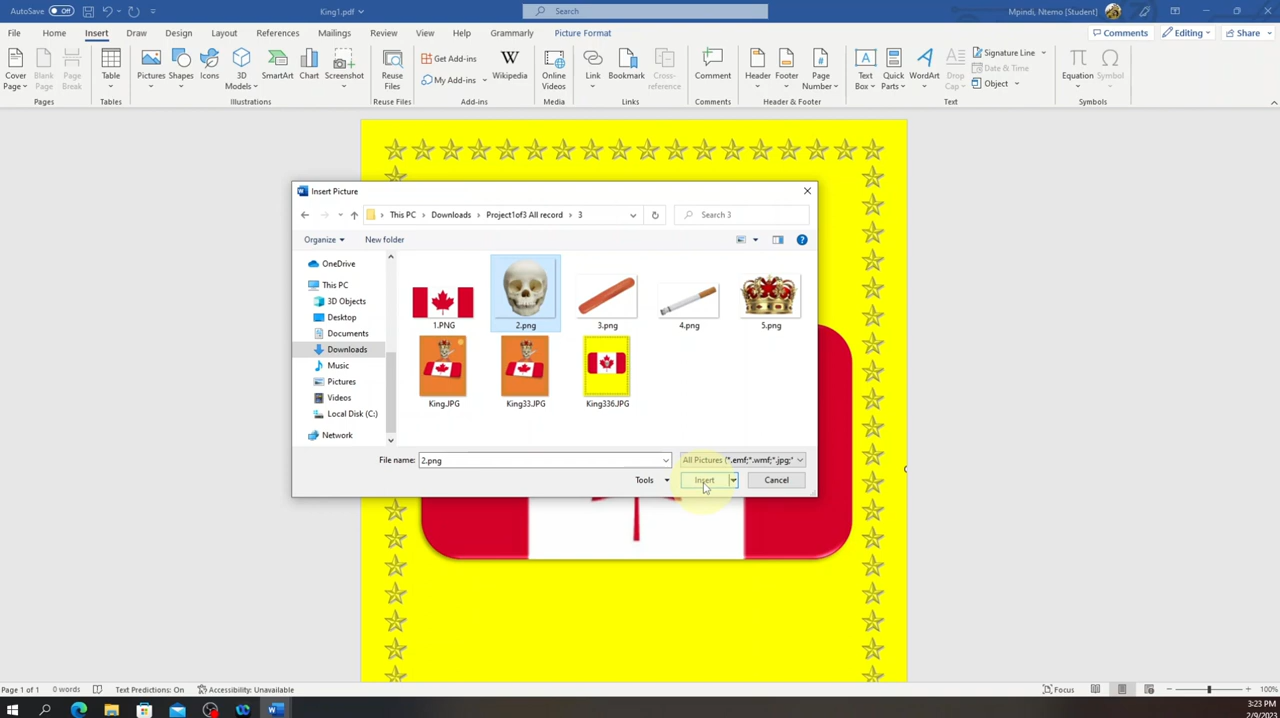 AutoSave Off King1.pdf Search Mpindi, Ntemo [Student]
File Home Insert Draw Design Layout References Mailings Review View Help Grammarly Picture Format Comments Editing Share
Cover Page Blank Page Page Break Table Pictures Shapes Icons 3D Models SmartArt Chart Screenshot Reuse Files Get Add-ins My Add-ins Wikipedia Online Videos Link Bookmark Cross-reference Comment Header Footer Page Number Text Box Quick Parts WordArt Drop Cap Signature Line Date & Time Object Equation Symbol
Pages Tables Illustrations Reuse Files Add-ins Media Links Comments Header & Footer Text Symbols
Insert Picture
This PC Downloads Project1of3 All record 3 Search 3
Organize New folder
OneDrive
This PC
3D Objects
Desktop
Documents
Downloads
Music
Pictures
Videos
Local Disk (C:)
Network
1.PNG 2.png 3.png 4.png 5.png
King.JPG King33.JPG King336.JPG
File name: 2.png All Pictures (*.emf;*.wmf;*.jpg;*
Tools Insert Cancel
Page 1 of 1 0 words Text Predictions: On Accessibility: Unavailable Focus 100%
3:23 PM
2/9/2023